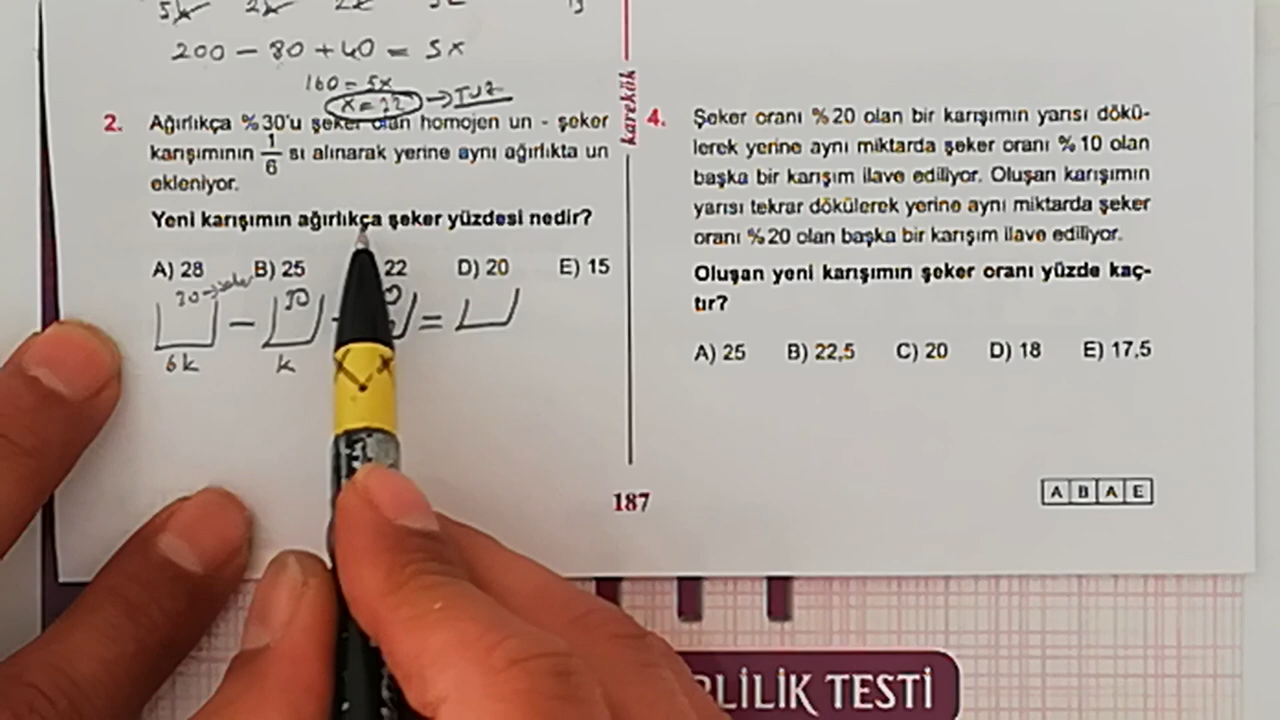 200 - 80 + 40 = 5x
160 = 5x
x = 32 → TUZ
2. Ağırlıkça %30'u şeker olan homojen un - şeker
karışımının 1/6 sı alınarak yerine aynı ağırlıkta un
ekleniyor.
Yeni karışımın ağırlıkça şeker yüzdesi nedir?
A) 28 B) 25 22 D) 20 E) 15
30 → şeker 30
- =
6k k
karekök
4. Şeker oranı %20 olan bir karışımın yarısı dökü-
lerek yerine aynı miktarda şeker oranı %10 olan
başka bir karışım ilave ediliyor. Oluşan karışımın
yarısı tekrar dökülerek yerine aynı miktarda şeker
oranı %20 olan başka bir karışım ilave ediliyor.
Oluşan yeni karışımın şeker oranı yüzde kaç-
tır?
A) 25 B) 22,5 C) 20 D) 18 E) 17,5
187
A B A E
RLİLİK TESTİ